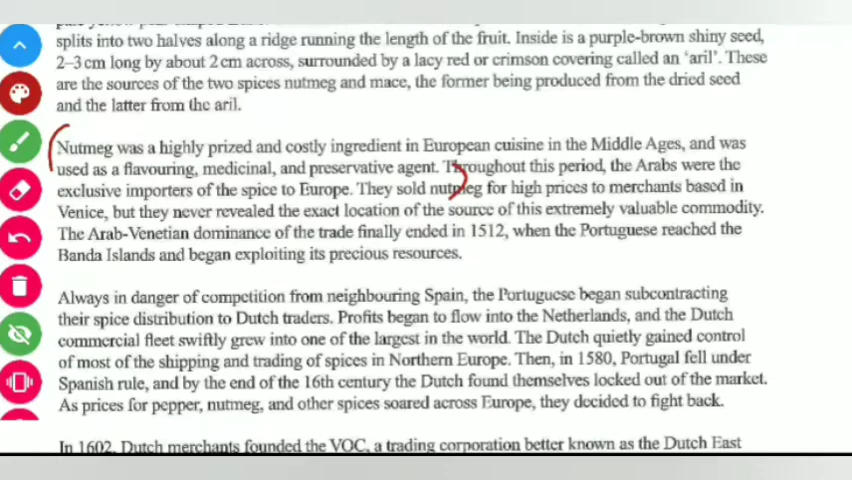 splits into two halves along a ridge running the length of the fruit. Inside is a purple-brown shiny seed,
2–3 cm long by about 2 cm across, surrounded by a lacy red or crimson covering called an ‘aril’. These
are the sources of the two spices nutmeg and mace, the former being produced from the dried seed
and the latter from the aril.
Nutmeg was a highly prized and costly ingredient in European cuisine in the Middle Ages, and was
used as a flavouring, medicinal, and preservative agent. Throughout this period, the Arabs were the
exclusive importers of the spice to Europe. They sold nutmeg for high prices to merchants based in
Venice, but they never revealed the exact location of the source of this extremely valuable commodity.
The Arab-Venetian dominance of the trade finally ended in 1512, when the Portuguese reached the
Banda Islands and began exploiting its precious resources.
Always in danger of competition from neighbouring Spain, the Portuguese began subcontracting
their spice distribution to Dutch traders. Profits began to flow into the Netherlands, and the Dutch
commercial fleet swiftly grew into one of the largest in the world. The Dutch quietly gained control
of most of the shipping and trading of spices in Northern Europe. Then, in 1580, Portugal fell under
Spanish rule, and by the end of the 16th century the Dutch found themselves locked out of the market.
As prices for pepper, nutmeg, and other spices soared across Europe, they decided to fight back.
In 1602, Dutch merchants founded the VOC, a trading corporation better known as the Dutch East